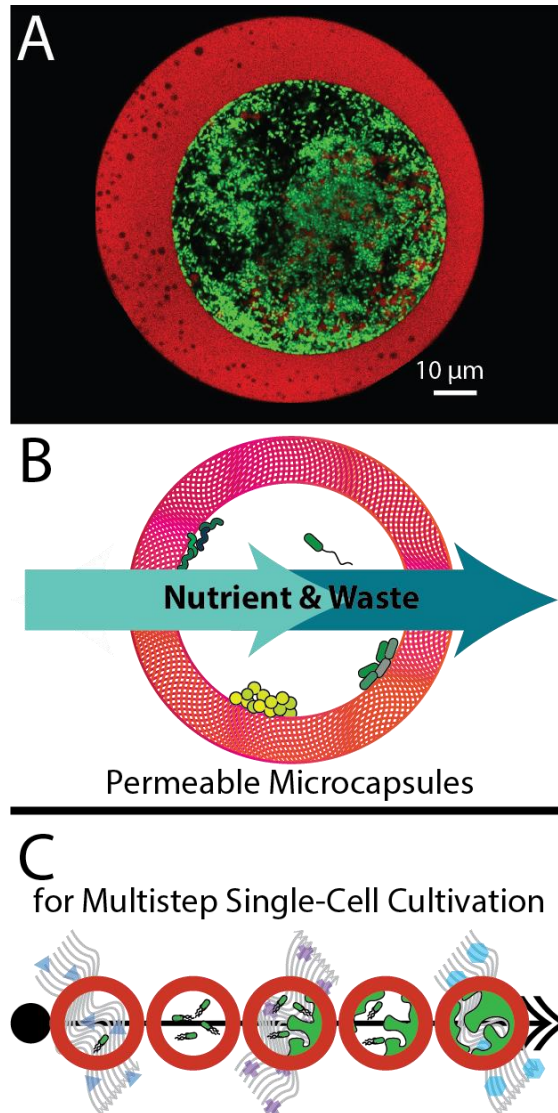 A
10 µm
B
Nutrient & Waste
Permeable Microcapsules
C
for Multistep Single-Cell Cultivation